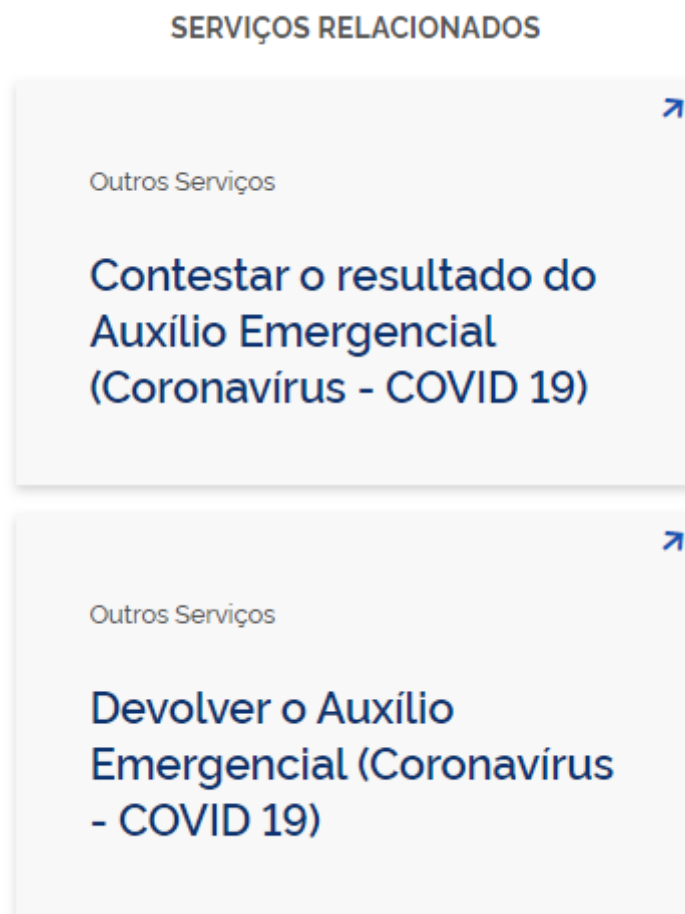 SERVIÇOS RELACIONADOS
Outros Serviços
Contestar o resultado do
Auxílio Emergencial
(Coronavírus - COVID 19)
Outros Serviços
Devolver o Auxílio
Emergencial (Coronavírus
- COVID 19)